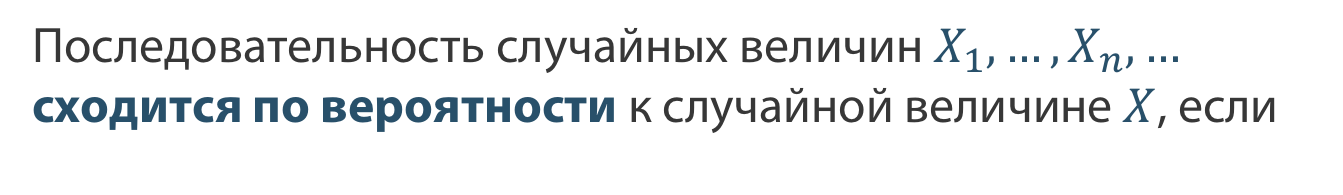 Последовательность случайных величин X₁, … , Xₙ, …
сходится по вероятности к случайной величине X, если